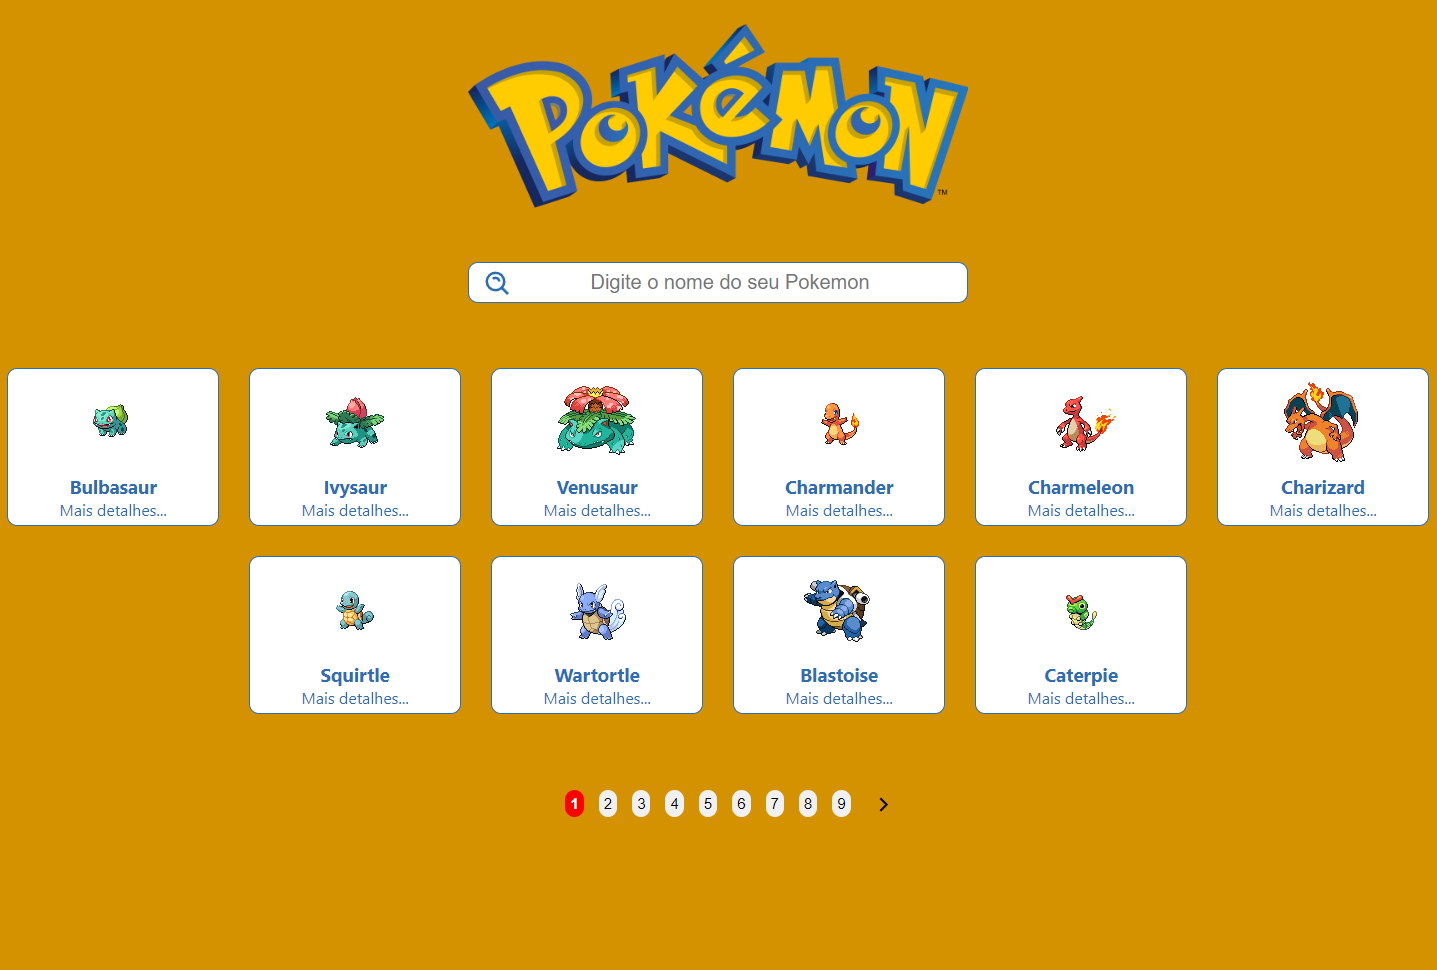 POKéMON
TM
Digite o nome do seu Pokemon
Bulbasaur
Mais detalhes...
Ivysaur
Mais detalhes...
Venusaur
Mais detalhes...
Charmander
Mais detalhes...
Charmeleon
Mais detalhes...
Charizard
Mais detalhes...
Squirtle
Mais detalhes...
Wartortle
Mais detalhes...
Blastoise
Mais detalhes...
Caterpie
Mais detalhes...
1 2 3 4 5 6 7 8 9